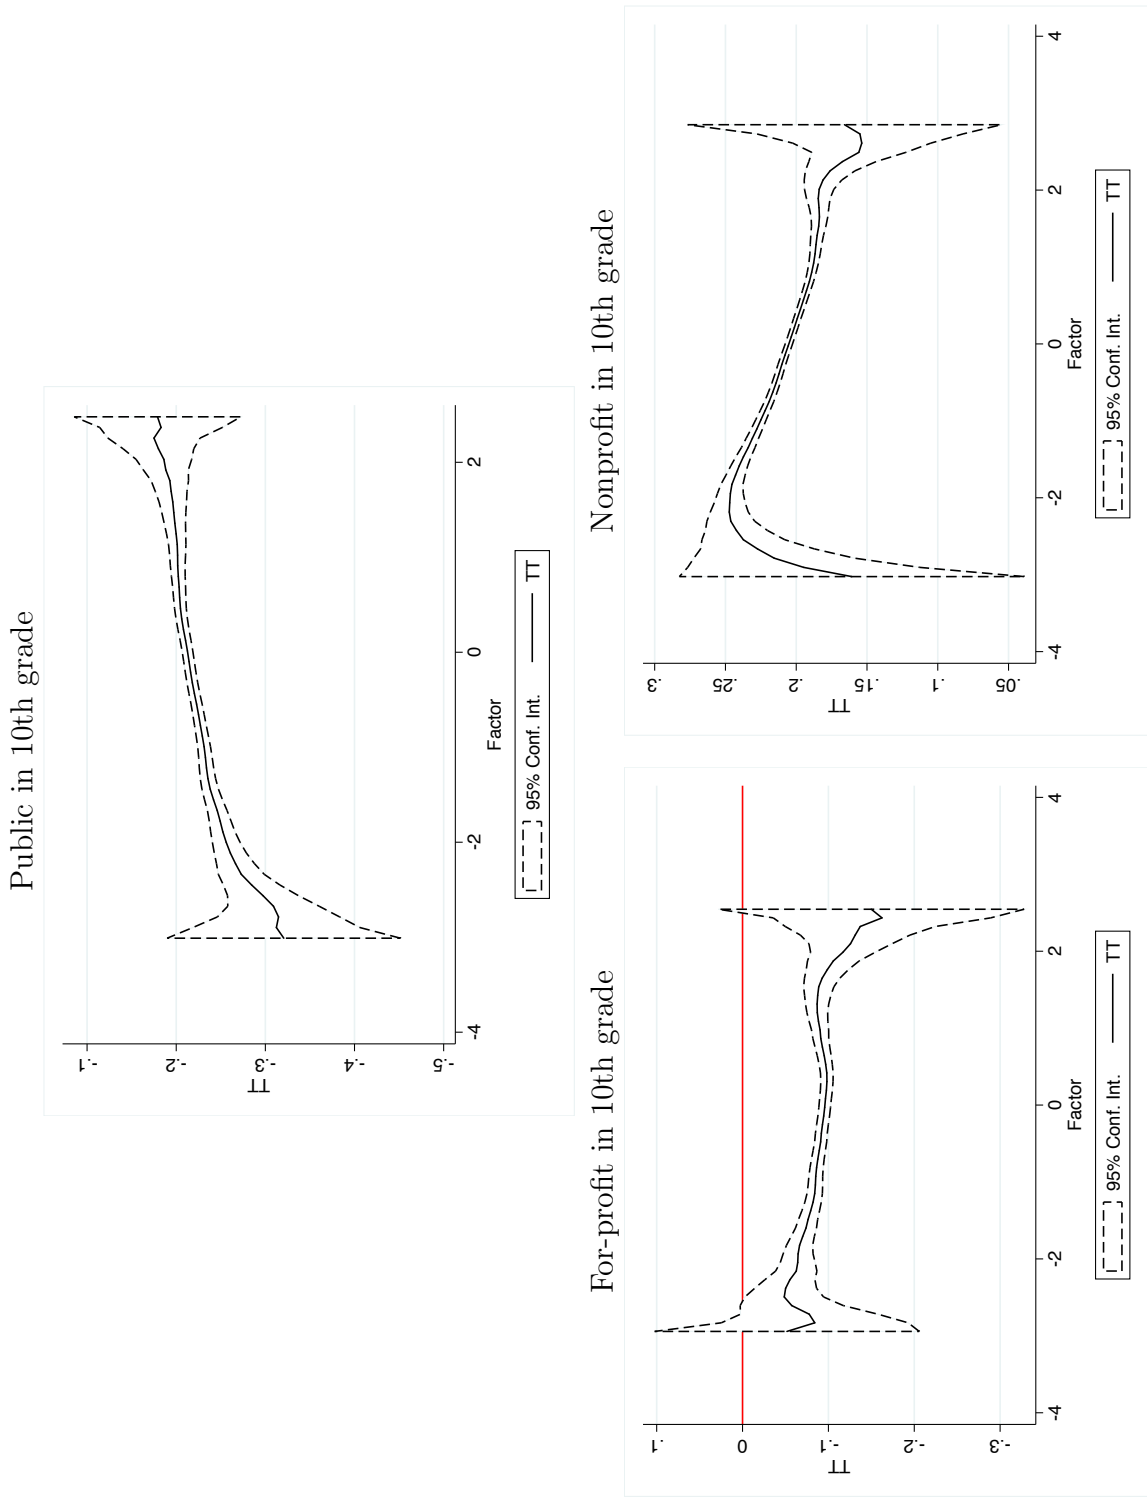 Public in 10th grade
-.1
-.2
-.3
-.4
-.5
TT
-4
-2
0
2
Factor
95% Conf. Int.
TT
For-profit in 10th grade
.1
0
-.1
-.2
-.3
TT
-4
-2
0
2
4
Factor
95% Conf. Int.
TT
Nonprofit in 10th grade
.3
.25
.2
.15
.1
.05
TT
-4
-2
0
2
4
Factor
95% Conf. Int.
TT